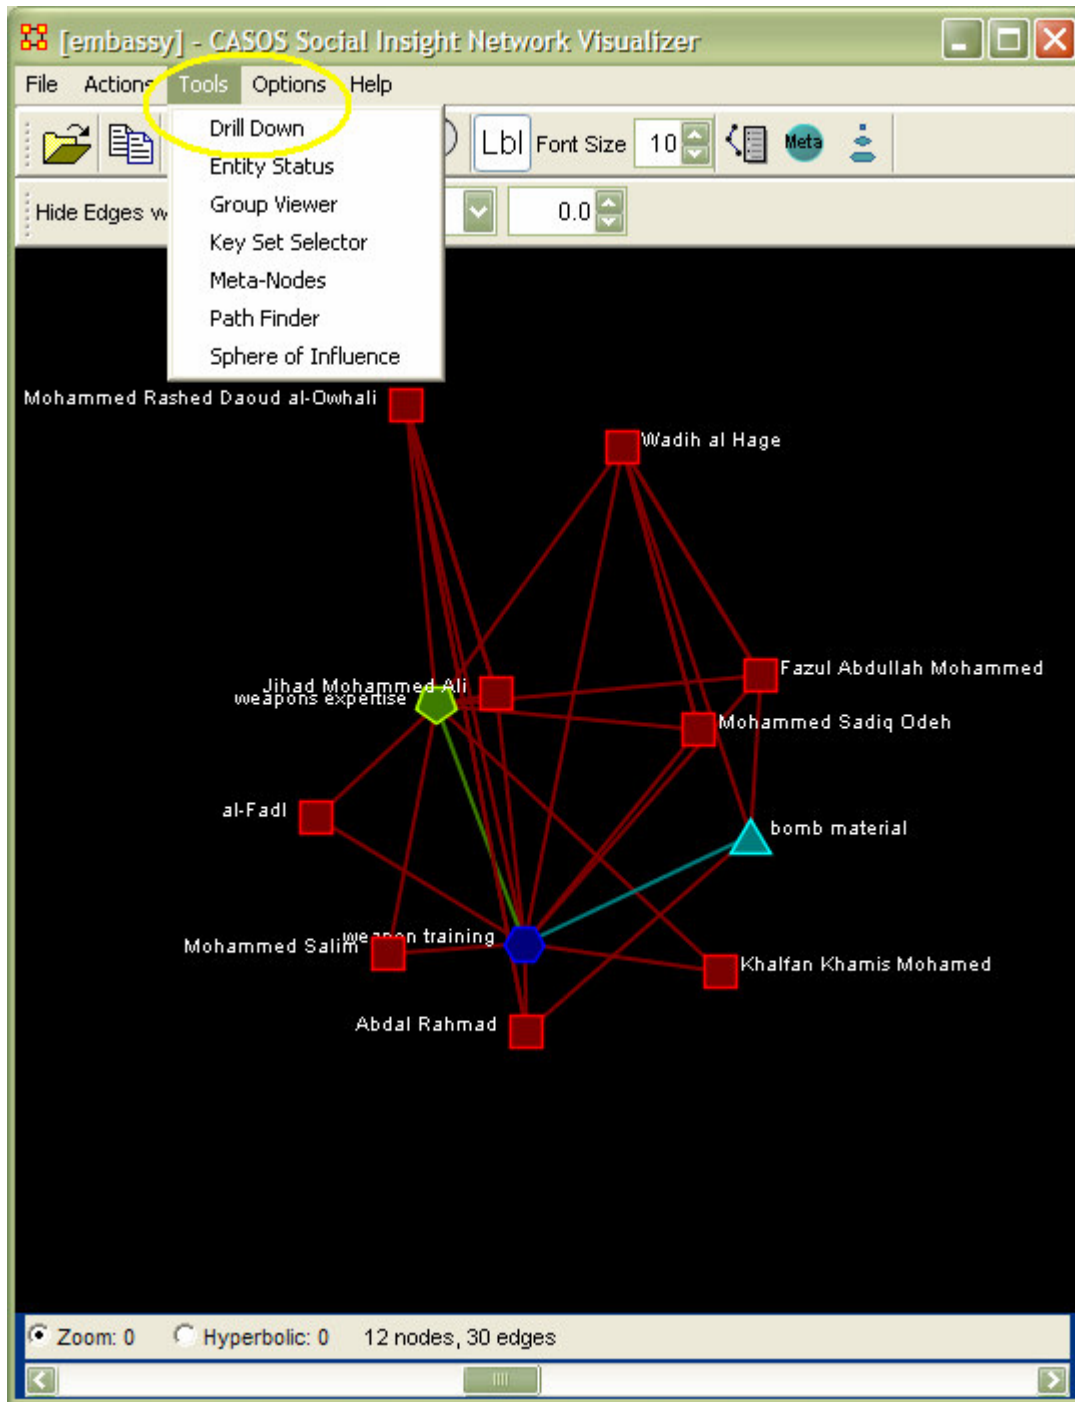 [embassy] - CASOS Social Insight Network Visualizer
File Actions Tools Options Help
Drill Down
Entity Status
Group Viewer
Key Set Selector
Meta-Nodes
Path Finder
Sphere of Influence
Lbl Font Size 10 Meta
Hide Edges 0.0
Mohammed Rashed Daoud al-Owhali
Wadih al Hage
Fazul Abdullah Mohammed
Jihad Mohammed Ali
weapons expertise
Mohammed Sadiq Odeh
al-Fadl
bomb material
weapon training
Mohammed Salim
Khalfan Khamis Mohamed
Abdal Rahmad
Zoom: 0 Hyperbolic: 0 12 nodes, 30 edges